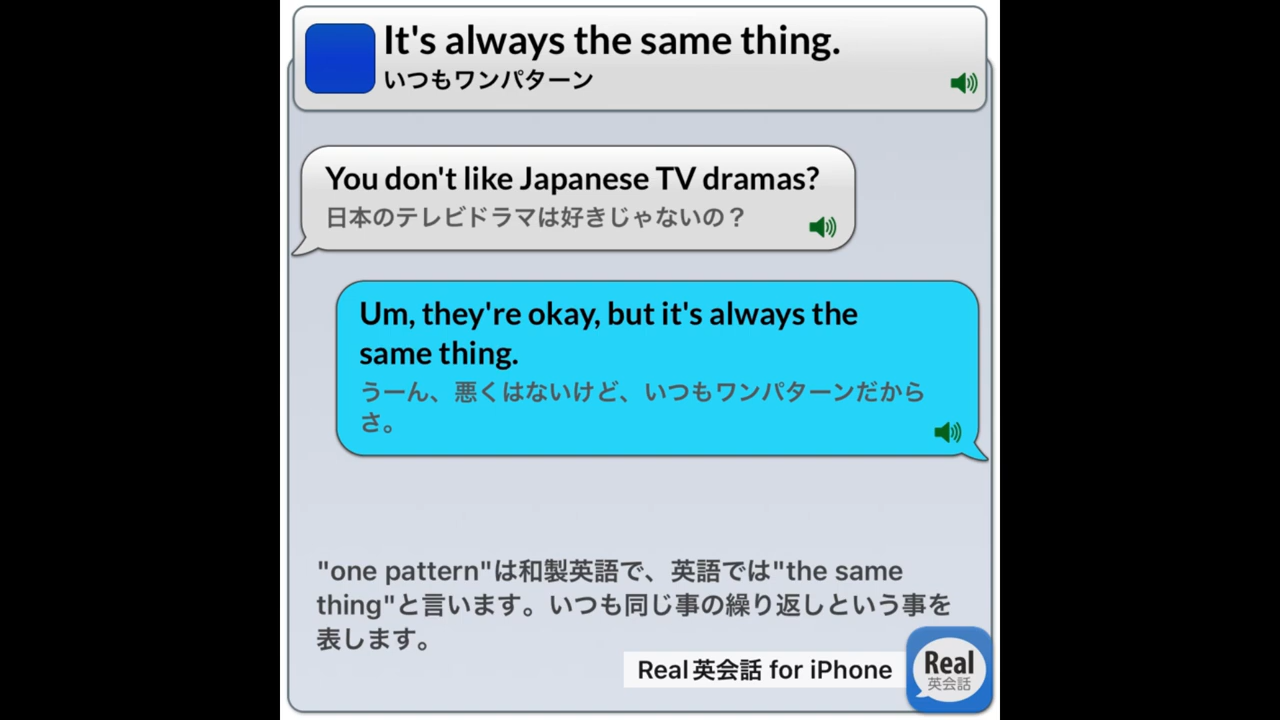 It's always the same thing.
いつもワンパターン
You don't like Japanese TV dramas?
日本のテレビドラマは好きじゃないの？
Um, they're okay, but it's always the
same thing.
うーん、悪くはないけど、いつもワンパターンだから
さ。
"one pattern"は和製英語で、英語では"the same
thing"と言います。いつも同じ事の繰り返しという事を
表します。
Real英会話 for iPhone
Real
英会話